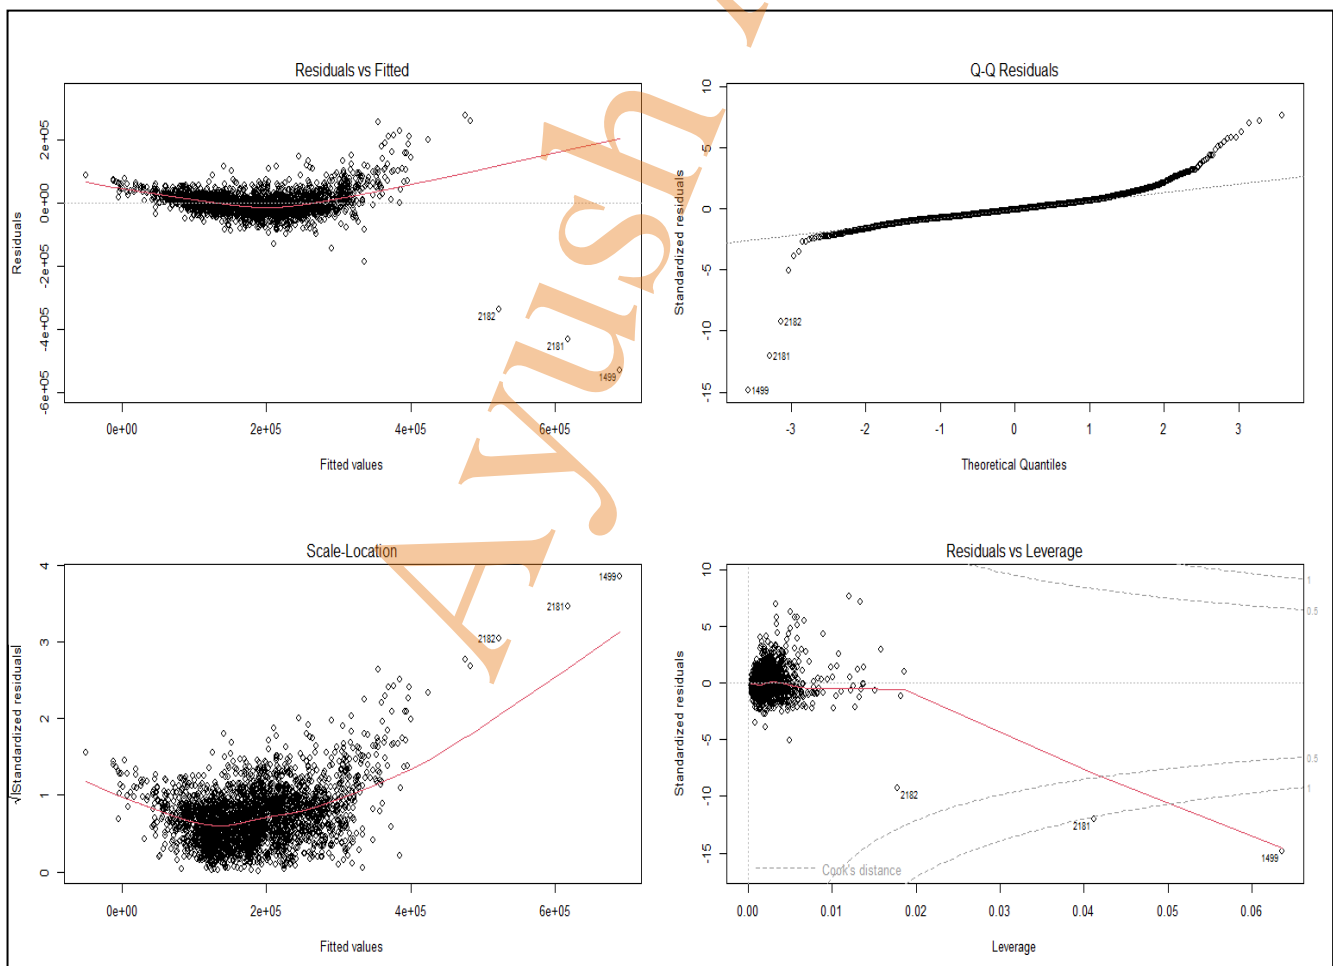 Residuals vs Fitted
Residuals
2e+05
0e+00
-2e+05
-4e+05
-6e+05
2182
2181
1499
0e+00 2e+05 4e+05 6e+05
Fitted values
Q-Q Residuals
Standardized residuals
10
5
0
-5
-10
-15
2182
2181
1499
-3 -2 -1 0 1 2 3
Theoretical Quantiles
Scale-Location
√|Standardized residuals|
4
3
2
1
0
1499
2181
2182
0e+00 2e+05 4e+05 6e+05
Fitted values
Residuals vs Leverage
Standardized residuals
10
5
0
-5
-10
-15
1
0.5
0.5
1
2182
2181
1499
Cook's distance
0.00 0.01 0.02 0.03 0.04 0.05 0.06
Leverage
Ayush